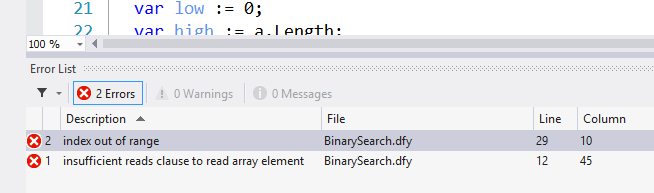 21 var low := 0;
22 var high := a.Length;
100 %
Error List
2 Errors 0 Warnings 0 Messages
Description File Line Column
2 index out of range BinarySearch.dfy 29 10
1 insufficient reads clause to read array element BinarySearch.dfy 12 45